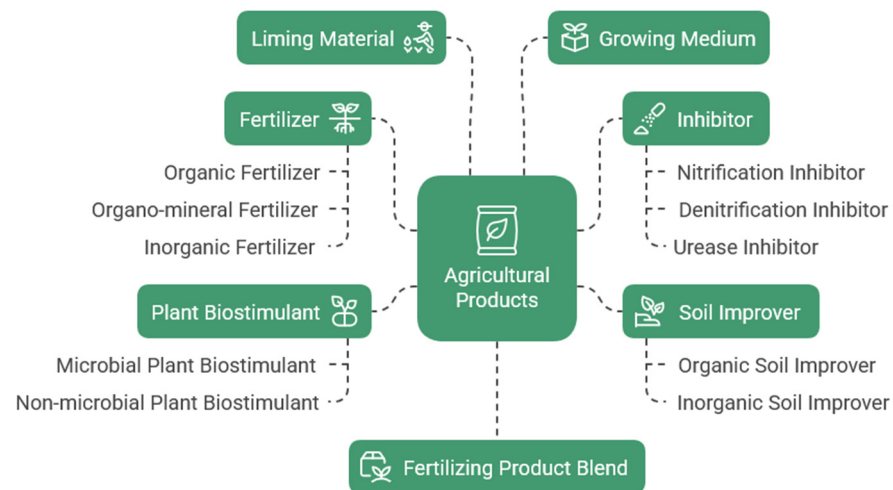 Liming Material
Growing Medium
Fertilizer
Organic Fertilizer
Organo-mineral Fertilizer
Inorganic Fertilizer
Inhibitor
Nitrification Inhibitor
Denitrification Inhibitor
Urease Inhibitor
Agricultural
Products
Plant Biostimulant
Microbial Plant Biostimulant
Non-microbial Plant Biostimulant
Soil Improver
Organic Soil Improver
Inorganic Soil Improver
Fertilizing Product Blend